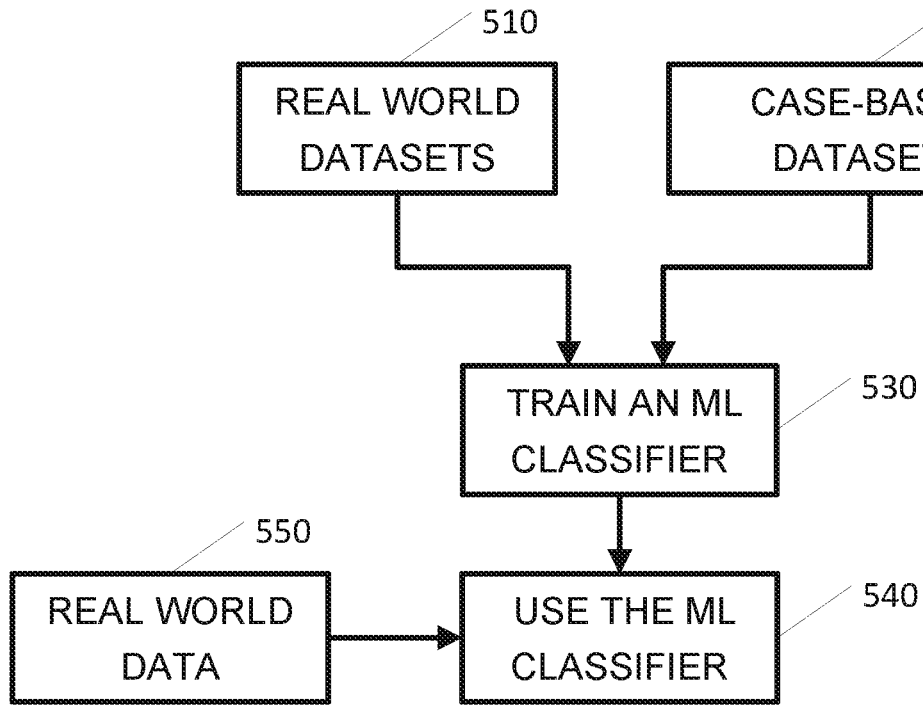 510
REAL WORLD
DATASETS
530
TRAIN AN ML
CLASSIFIER
550
REAL WORLD
DATA
540
USE THE ML
CLASSIFIER